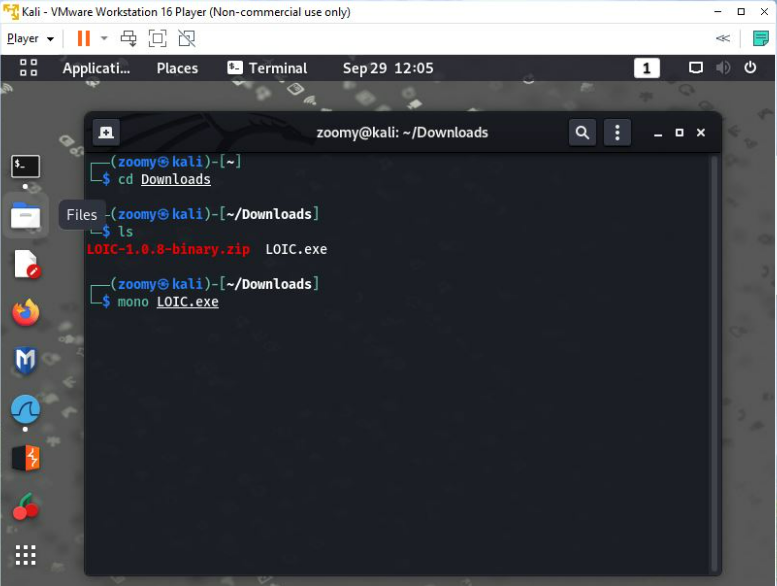 Kali - VMware Workstation 16 Player (Non-commercial use only)
Player
Applicati... Places Terminal Sep 29 12:05 1
zoomy@kali: ~/Downloads
(zoomy㉿kali)-[~]
$ cd Downloads
Files
(zoomy㉿kali)-[~/Downloads]
$ ls
LOIC-1.0.8-binary.zip LOIC.exe
(zoomy㉿kali)-[~/Downloads]
$ mono LOIC.exe